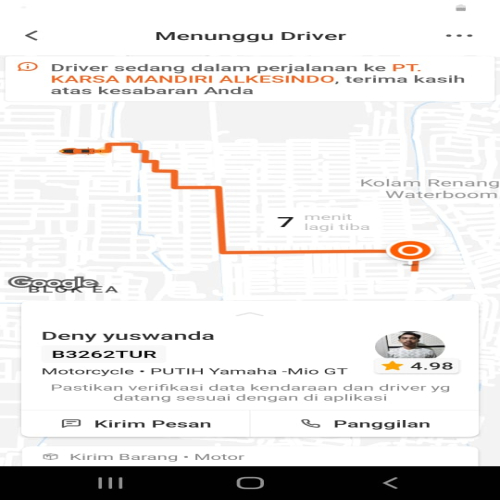 Menunggu Driver
Driver sedang dalam perjalanan ke PT.
KARSA MANDIRI ALKESINDO, terima kasih
atas kesabaran Anda
Kolam Renang
Waterboom
7 menit
lagi tiba
Google
BLOK EA
Deny yuswanda
B3262TUR
4.98
Motorcycle • PUTIH Yamaha -Mio GT
Pastikan verifikasi data kendaraan dan driver yg
datang sesuai dengan di aplikasi
Kirim Pesan
Panggilan
Kirim Barang • Motor